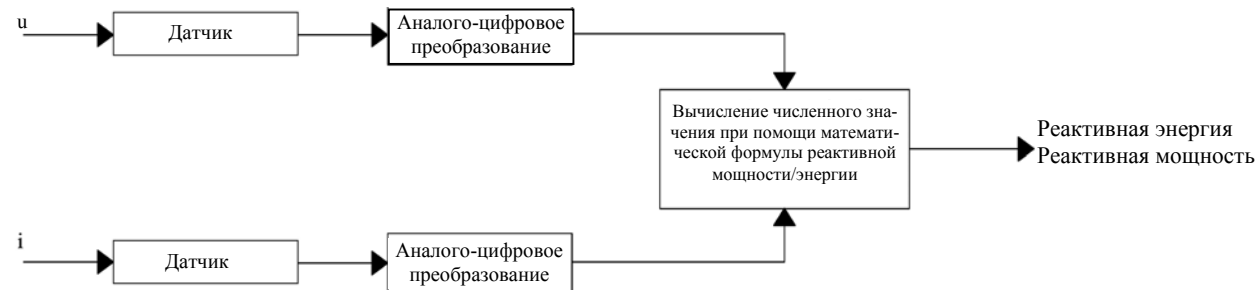 u
Датчик
Аналого-цифровое
преобразование
Вычисление численного зна-
чения при помощи математи-
ческой формулы реактивной
мощности/энергии
Реактивная энергия
Реактивная мощность
i
Датчик
Аналого-цифровое
преобразование